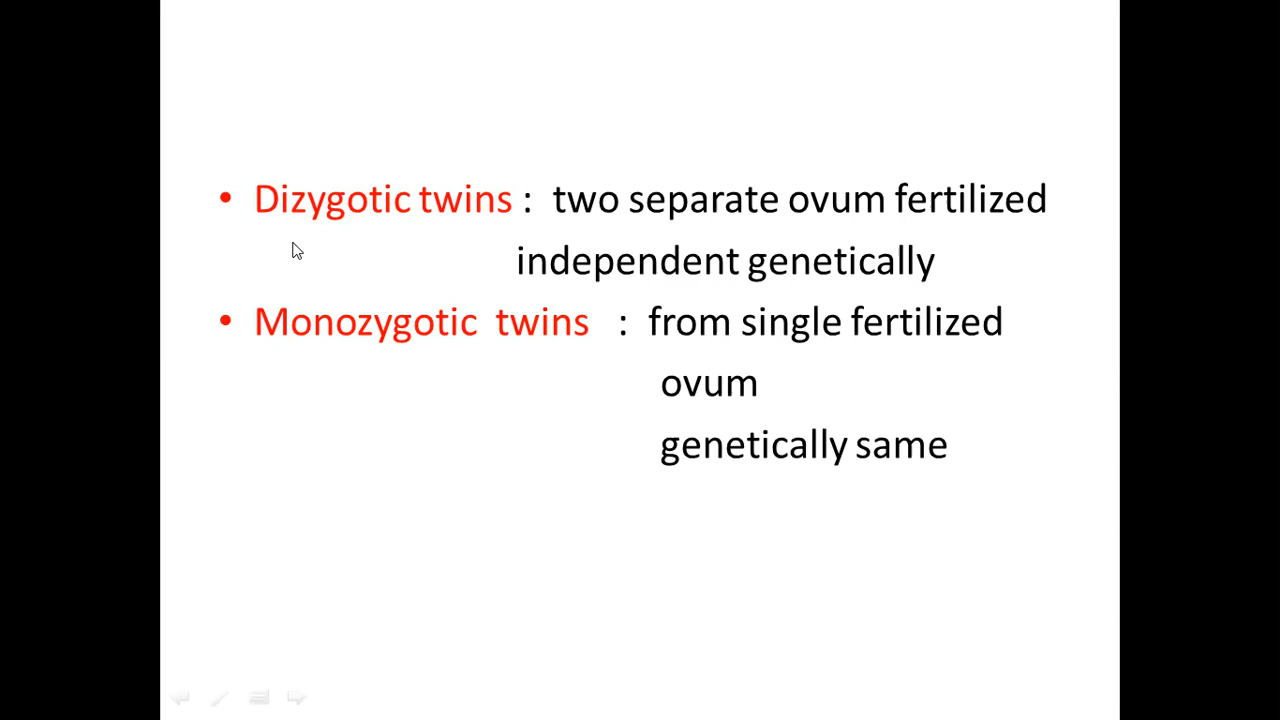 • Dizygotic twins : two separate ovum fertilized
independent genetically
• Monozygotic twins : from single fertilized
ovum
genetically same